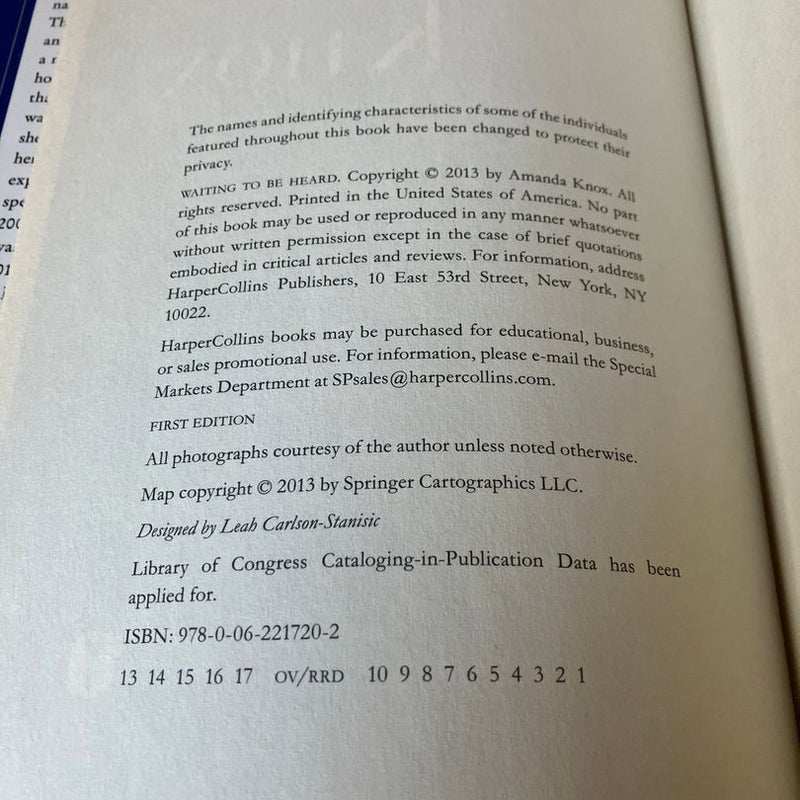 The names and identifying characteristics of some of the individuals
featured throughout this book have been changed to protect their
privacy.
WAITING TO BE HEARD. Copyright © 2013 by Amanda Knox. All
rights reserved. Printed in the United States of America. No part
of this book may be used or reproduced in any manner whatsoever
without written permission except in the case of brief quotations
embodied in critical articles and reviews. For information, address
HarperCollins Publishers, 10 East 53rd Street, New York, NY
10022.
HarperCollins books may be purchased for educational, business,
or sales promotional use. For information, please e-mail the Special
Markets Department at SPsales@harpercollins.com.
FIRST EDITION
All photographs courtesy of the author unless noted otherwise.
Map copyright © 2013 by Springer Cartographics LLC.
Designed by Leah Carlson-Stanisic
Library of Congress Cataloging-in-Publication Data has been
applied for.
ISBN: 978-0-06-221720-2
13 14 15 16 17 OV/RRD 10 9 8 7 6 5 4 3 2 1